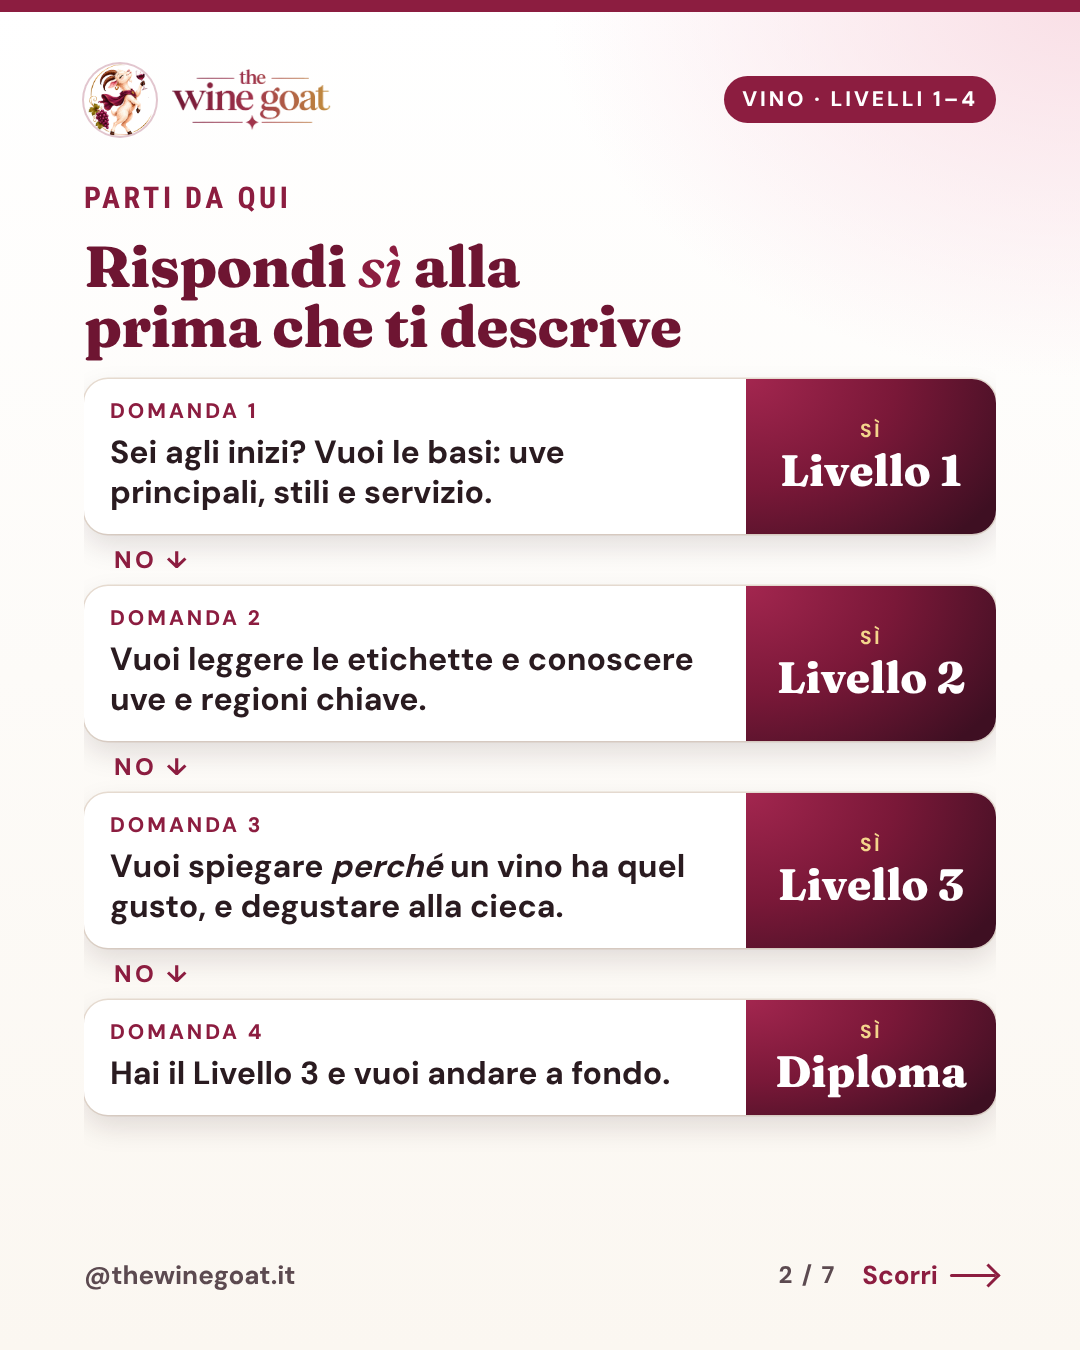 the
wine goat
VINO · LIVELLI 1–4
PARTI DA QUI
Rispondi sì alla
prima che ti descrive
DOMANDA 1
Sei agli inizi? Vuoi le basi: uve
principali, stili e servizio.
SÌ
Livello 1
NO ↓
DOMANDA 2
Vuoi leggere le etichette e conoscere
uve e regioni chiave.
SÌ
Livello 2
NO ↓
DOMANDA 3
Vuoi spiegare perché un vino ha quel
gusto, e degustare alla cieca.
SÌ
Livello 3
NO ↓
DOMANDA 4
Hai il Livello 3 e vuoi andare a fondo.
SÌ
Diploma
@thewinegoat.it
2 / 7
Scorri →